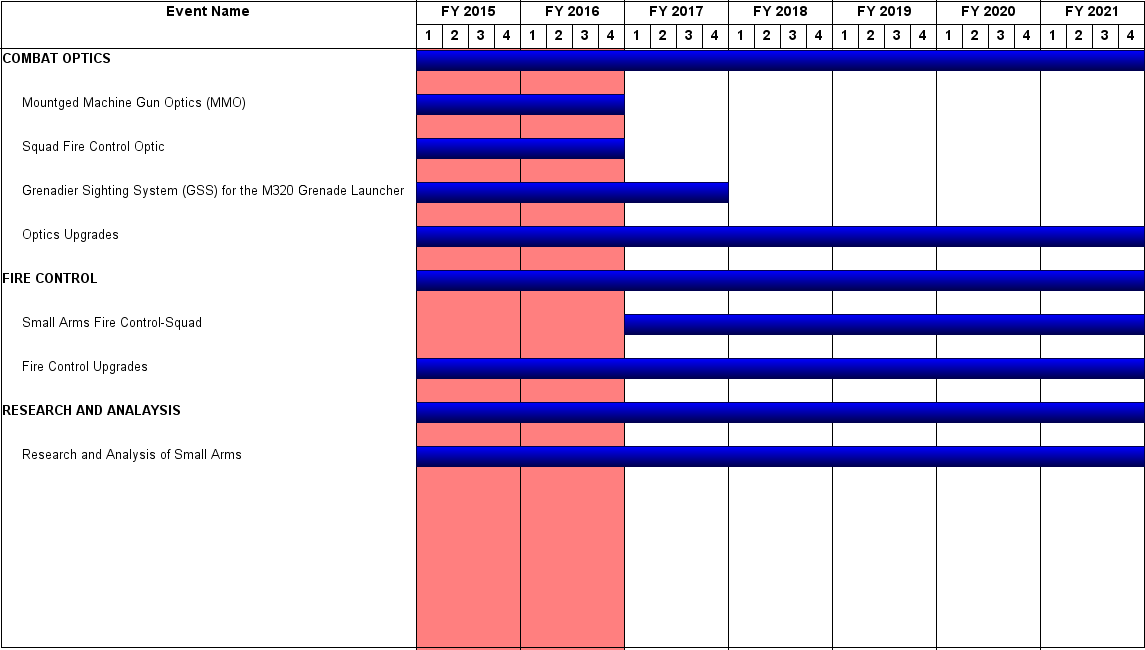 Event Name FY 2015 FY 2016 FY 2017 FY 2018 FY 2019 FY 2020 FY 2021
1 2 3 4 1 2 3 4 1 2 3 4 1 2 3 4 1 2 3 4 1 2 3 4 1 2 3 4
COMBAT OPTICS
Mountged Machine Gun Optics (MMO)
Squad Fire Control Optic
Grenadier Sighting System (GSS) for the M320 Grenade Launcher
Optics Upgrades
FIRE CONTROL
Small Arms Fire Control-Squad
Fire Control Upgrades
RESEARCH AND ANALAYSIS
Research and Analysis of Small Arms